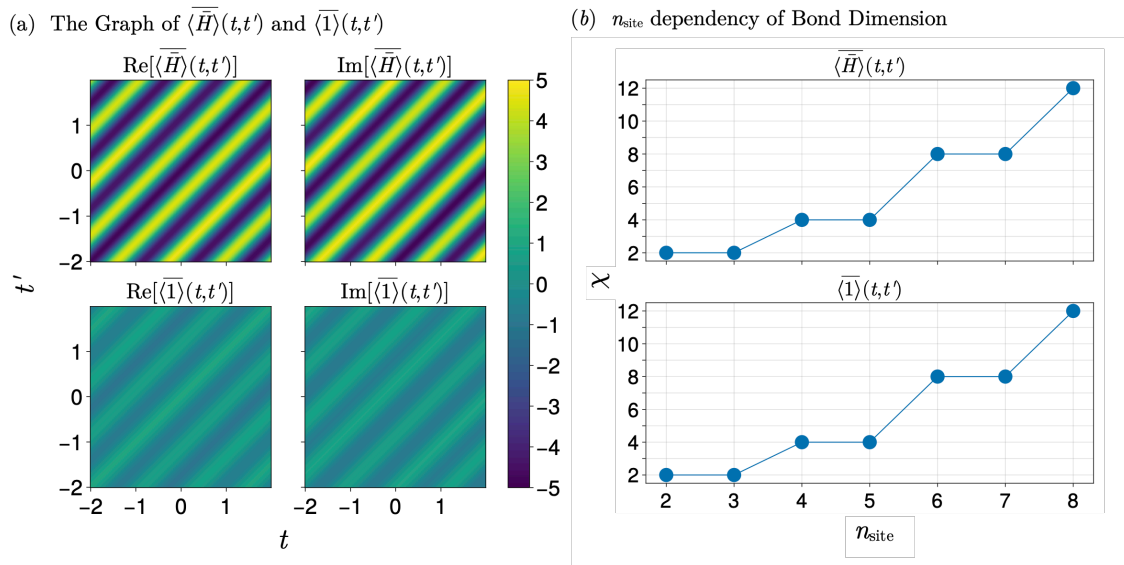 (a) The Graph of ⟨H̄⟩(t,t′) and ⟨1⟩(t,t′)
Re[⟨H̄⟩(t,t′)]
Im[⟨H̄⟩(t,t′)]
1
0
−1
−2
Re[⟨1⟩(t,t′)]
Im[⟨1⟩(t,t′)]
1
0
−1
−2
−2 −1 0 1
−2 −1 0 1
t′
t
5
4
3
2
1
0
−1
−2
−3
−4
−5
(b) nsite dependency of Bond Dimension
⟨H̄⟩(t,t′)
12
10
8
6
4
2
⟨1⟩(t,t′)
12
10
8
6
4
2
2 3 4 5 6 7 8
χ
nsite